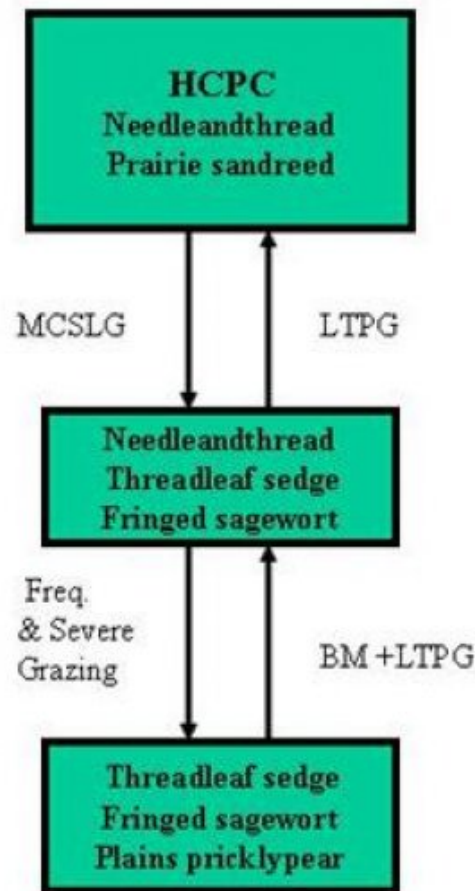 HCPC
Needleandthread
Prairie sandreed
MCSLG
LTPG
Needleandthread
Threadleaf sedge
Fringed sagewort
Freq.
& Severe
Grazing
BM +LTPG
Threadleaf sedge
Fringed sagewort
Plains pricklypear